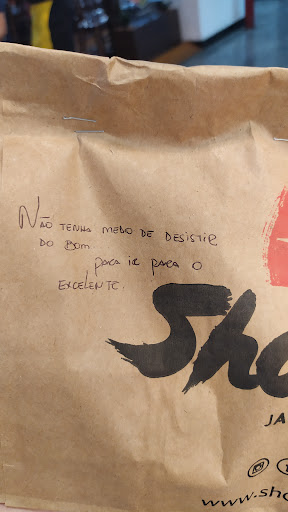 NÃO TENHA MEDO DE DESISTIR
DO BOM
PARA IR PARA O
EXCELENTE.
Sho
JA
www.sho